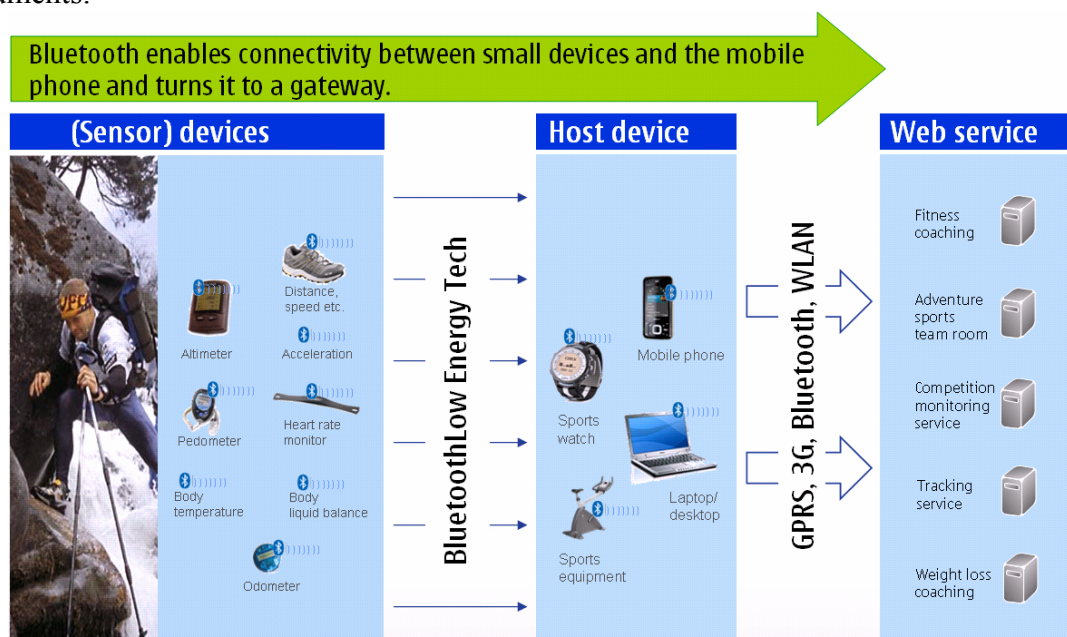 Bluetooth enables connectivity between small devices and the mobile
phone and turns it to a gateway.
(Sensor) devices
Host device
Web service
Distance,
speed etc.
Altimeter
Acceleration
Pedometer
Heart rate
monitor
Body
temperature
Body
liquid balance
Odometer
BluetoothLow Energy Tech
Mobile phone
Sports
watch
Laptop/
desktop
Sports
equipment
GPRS, 3G, Bluetooth, WLAN
Fitness
coaching
Adventure
sports
team room
Competition
monitoring
service
Tracking
service
Weight loss
coaching